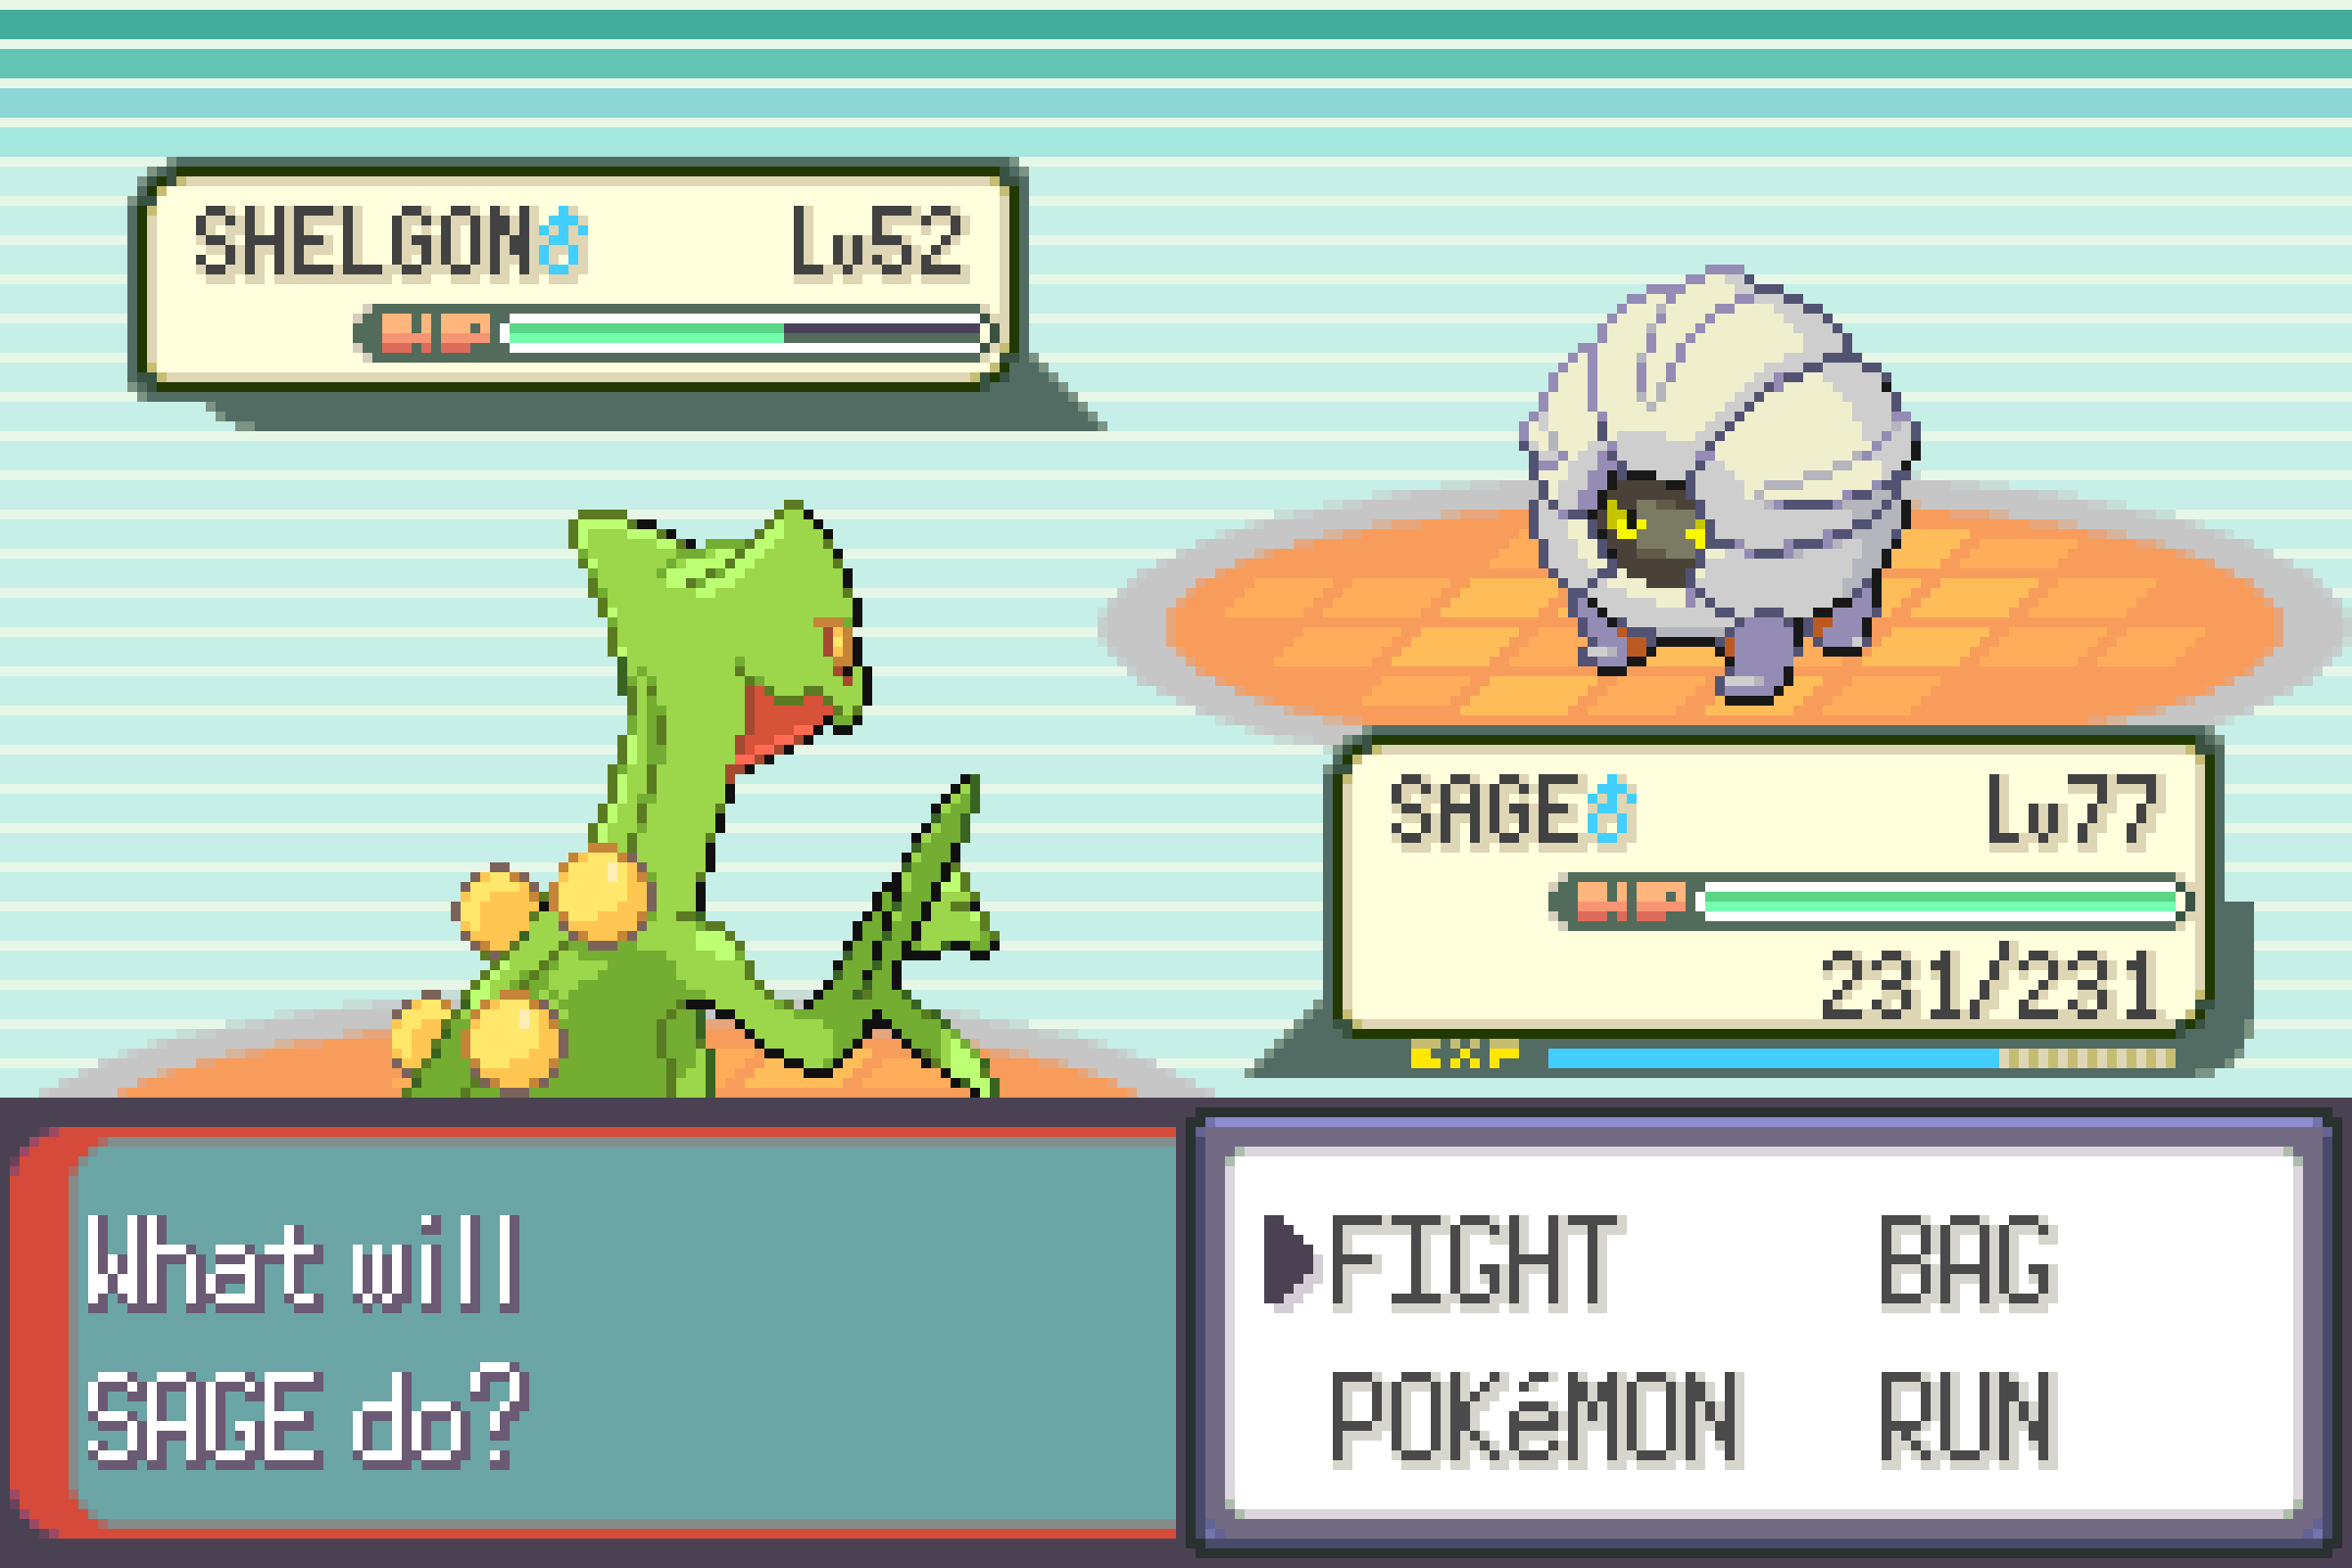 SHELGON♂ Lv52
HP
SAGE♂ Lv77
HP
231/231
EXP
What will
SAGE do?
FIGHT BAG
POKéMON RUN